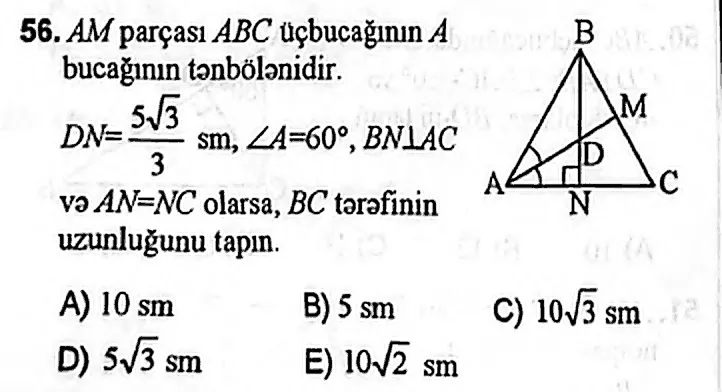 56. AM parçası ABC üçbucağının A
bucağının tənbölənidir.
DN=5√3/3 sm, ∠A=60°, BN⊥AC
və AN=NC olarsa, BC tərəfinin
uzunluğunu tapın.
A) 10 sm B) 5 sm C) 10√3 sm
D) 5√3 sm E) 10√2 sm
B
M
D
A
N
C